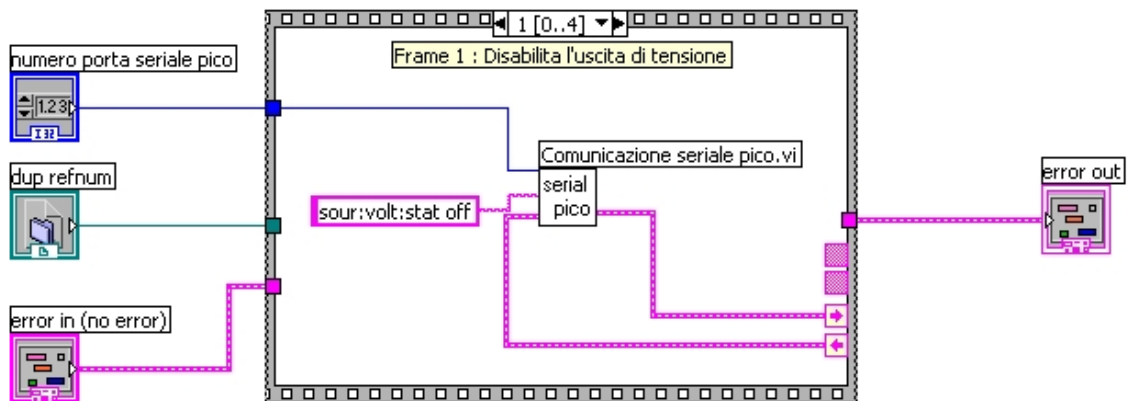 1 [0..4]
Frame 1 : Disabilita l'uscita di tensione
numero porta seriale pico
1.23
I32
Comunicazione seriale pico.vi
serial
pico
dup refnum
sour:volt:stat off
error out
error in (no error)